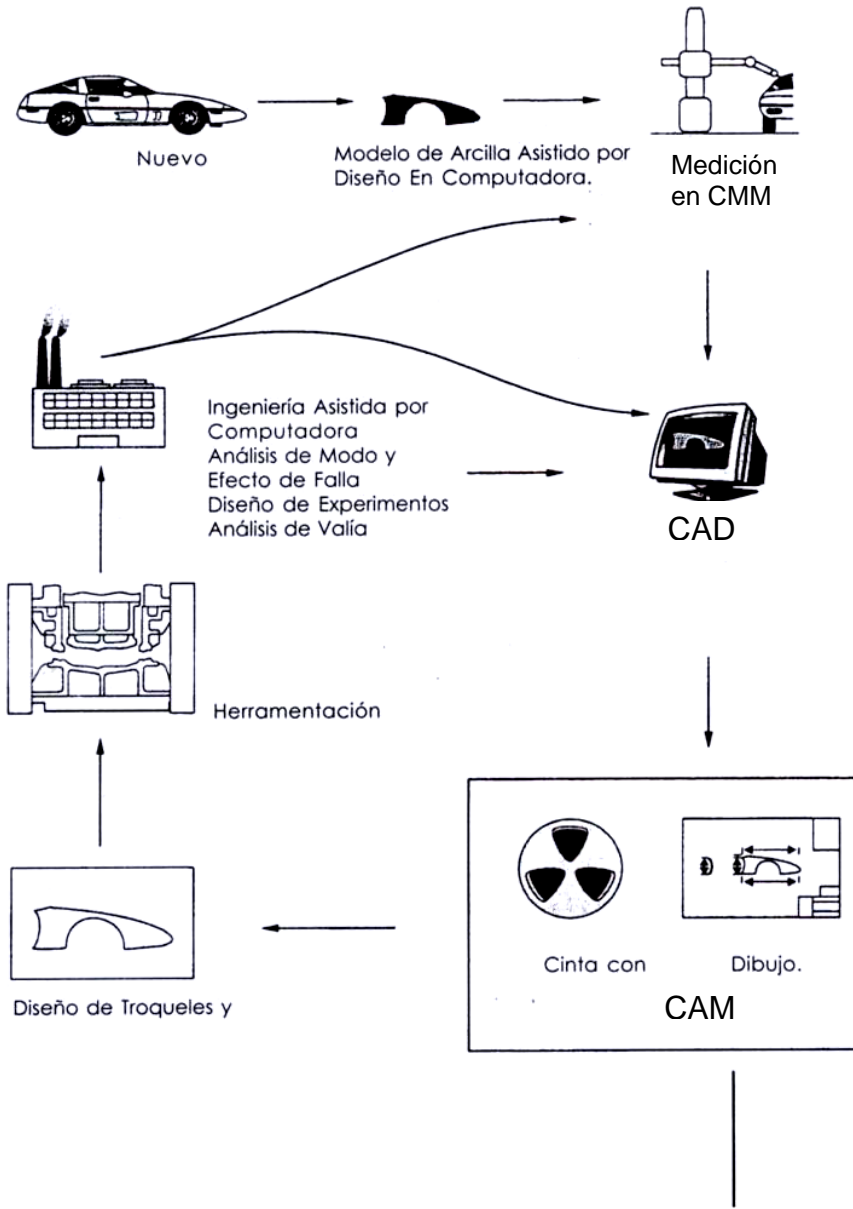 Nuevo
Modelo de Arcilla Asistido por
Diseño En Computadora.
Medición
en CMM
Ingeniería Asistida por
Computadora
Análisis de Modo y
Efecto de Falla
Diseño de Experimentos
Análisis de Valía
CAD
Herramentación
Cinta con
Dibujo.
CAM
Diseño de Troqueles y